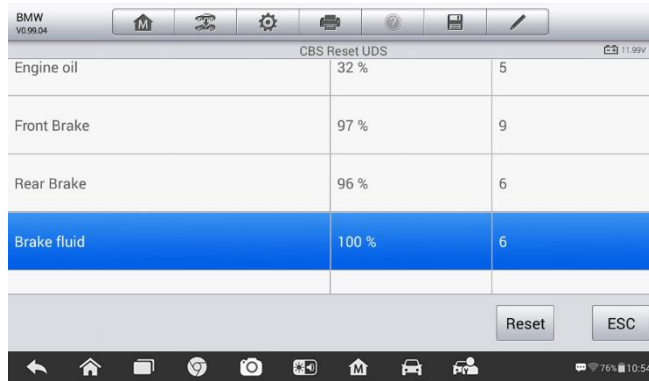 BMW
V0.99.04
CBS Reset UDS
11.99V
Engine oil 32 % 5
Front Brake 97 % 9
Rear Brake 96 % 6
Brake fluid 100 % 6
Reset ESC
76% 10:54